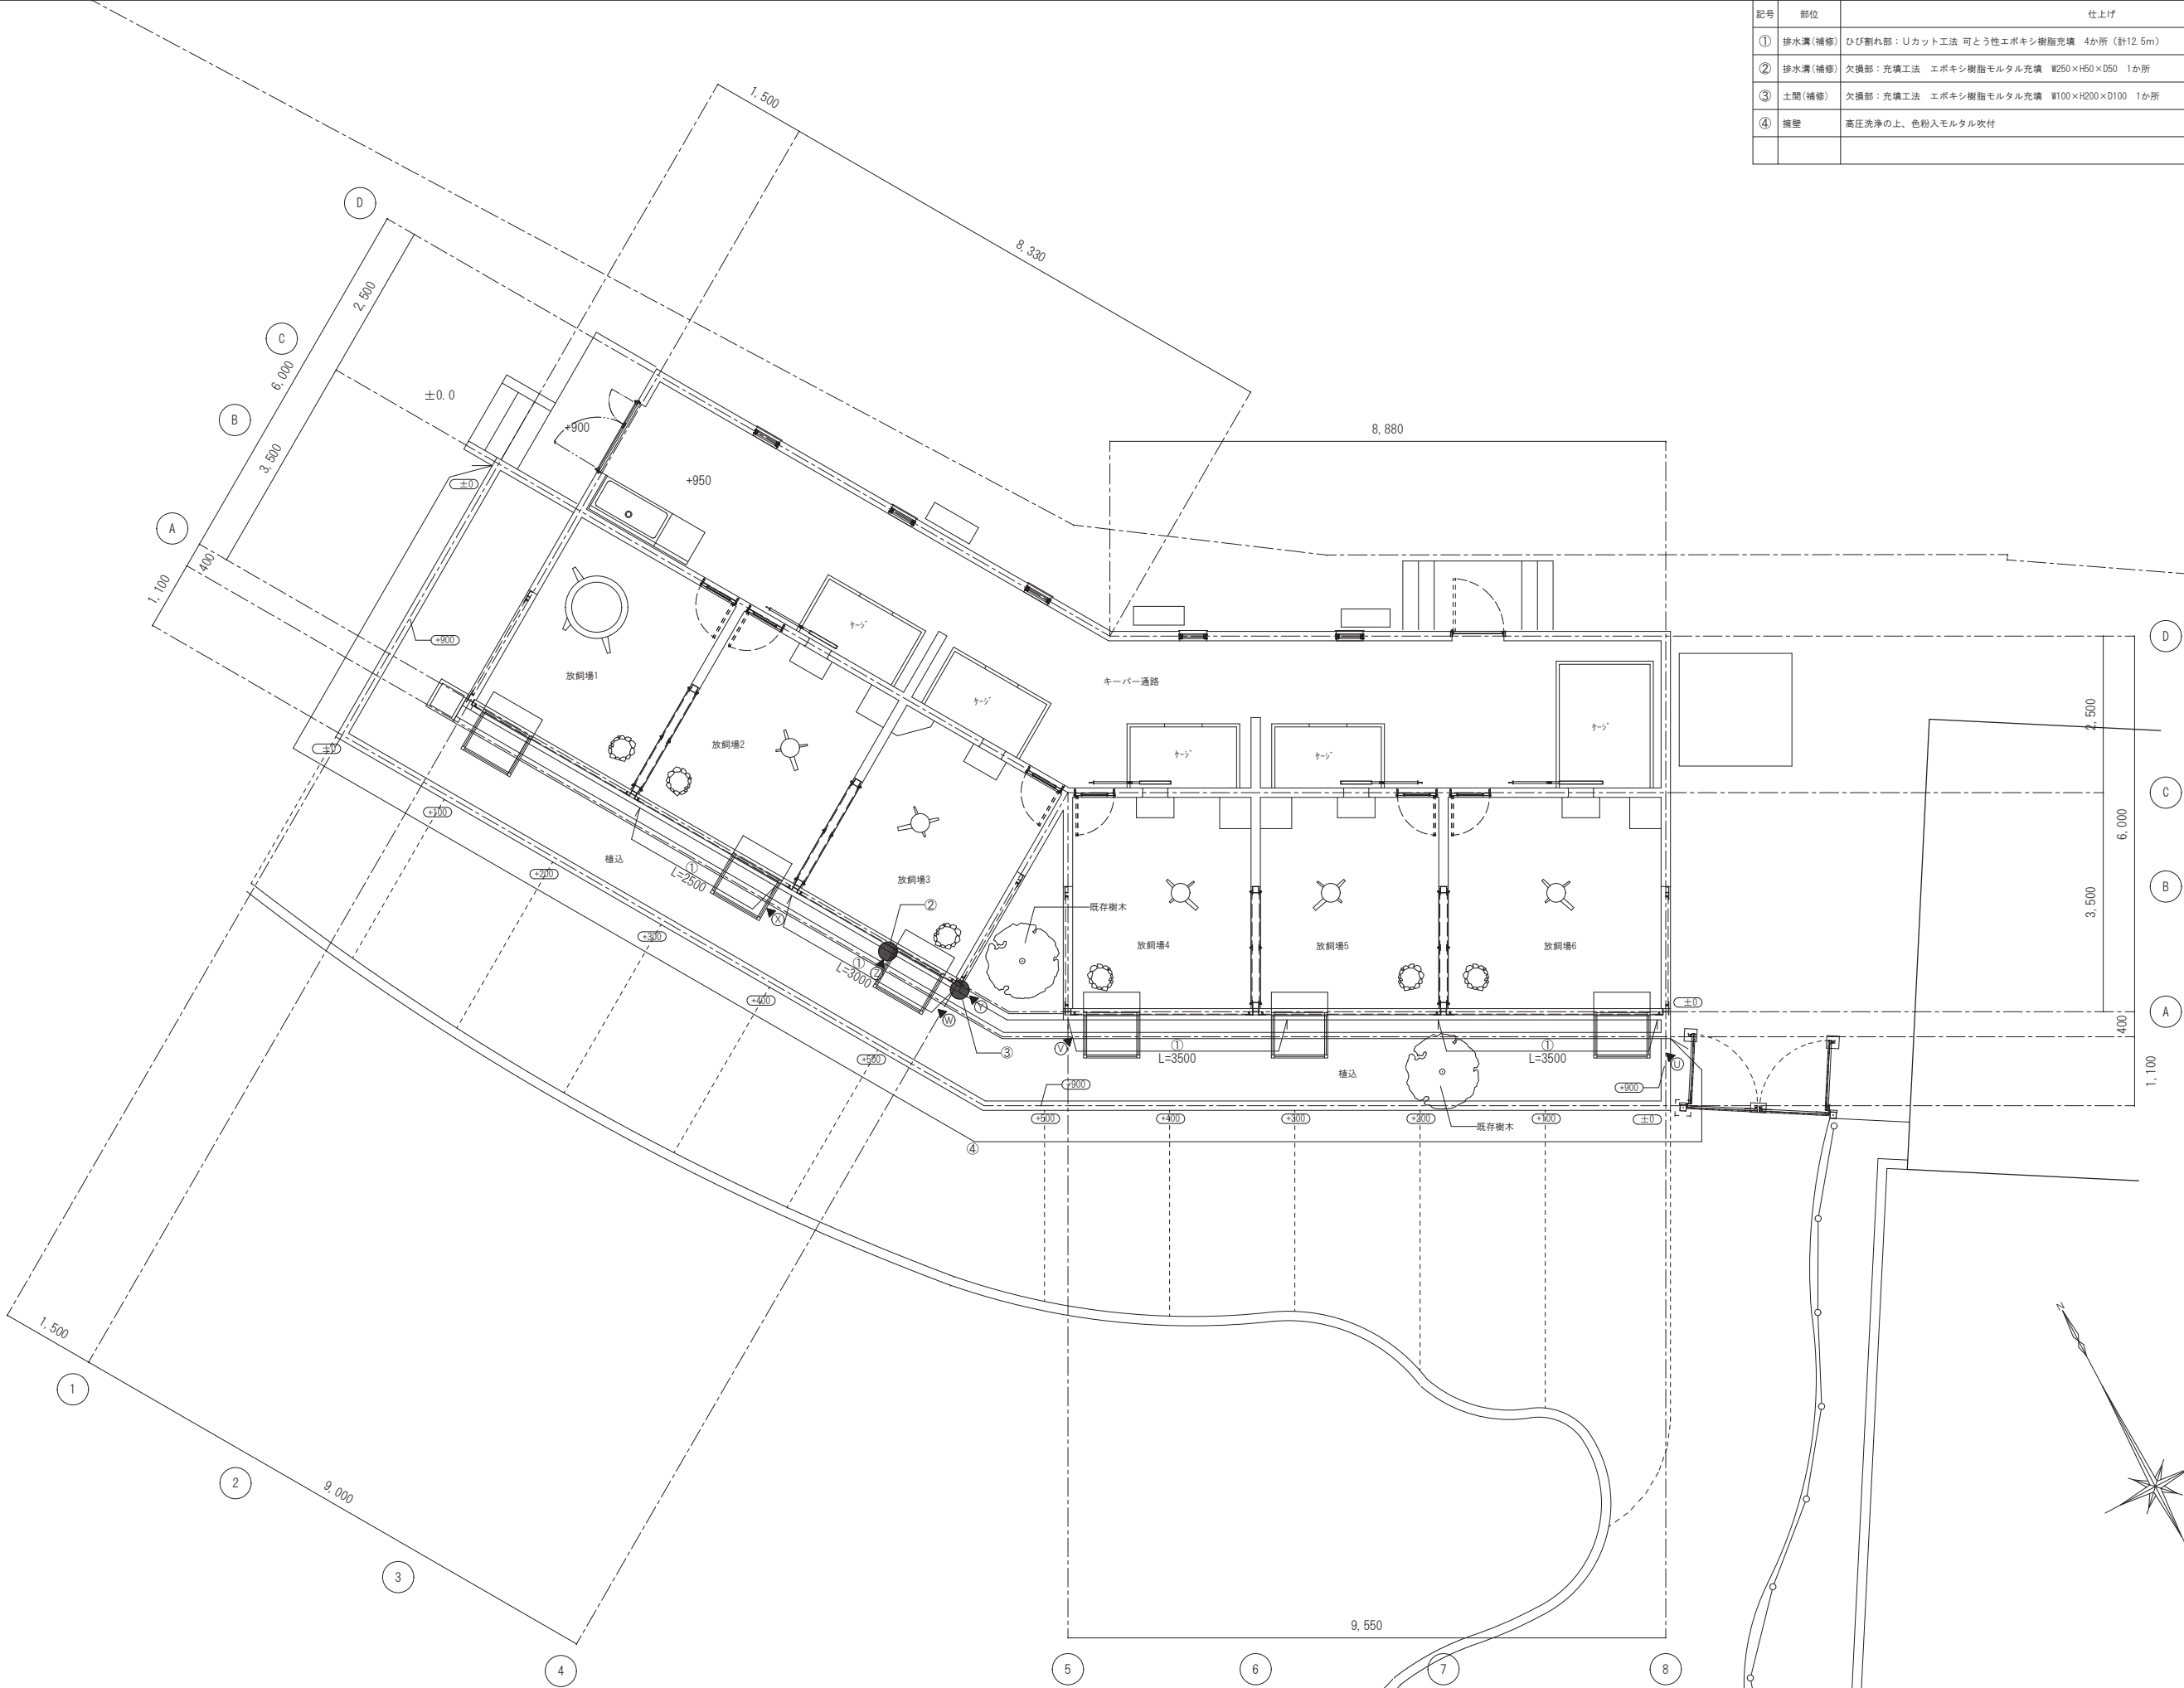 記号 部位 仕上げ
① 排水溝(補修) ひび割れ部：Uカット工法 可とう性エポキシ樹脂充填 4か所（計12.5m）
② 排水溝(補修) 欠損部：充填工法 エポキシ樹脂モルタル充填 W250×H50×D50 1か所
③ 土間(補修) 欠損部：充填工法 エポキシ樹脂モルタル充填 W100×H200×D100 1か所
④ 擁壁 高圧洗浄の上、色粉入モルタル吹付
1,500
8,330
D
2,500
C
6,000
±0.0
B
+900
8,880
3,500
+950
±0
A
400
1,100
+900
ｹｰｼﾞ
D
放飼場1
キーパー通路
ｹｰｼﾞ
2,500
ｹｰｼﾞ
ｹｰｼﾞ
ｹｰｼﾞ
±0
放飼場2
C
+100
6,000
植込
①
L=2500
+200
放飼場3
B
②
既存樹木
3,500
X
+300
放飼場4
放飼場5
放飼場6
①
Z
L=3000
+400
Y
±0
A
W
400
③
V
①
L=3500
①
L=3500
U
+500
植込
1,100
+900
+900
+500
+400
+300
+200
+100
±0
既存樹木
④
N
1,500
1
2
9,000
3
9,550
4
5
6
7
8